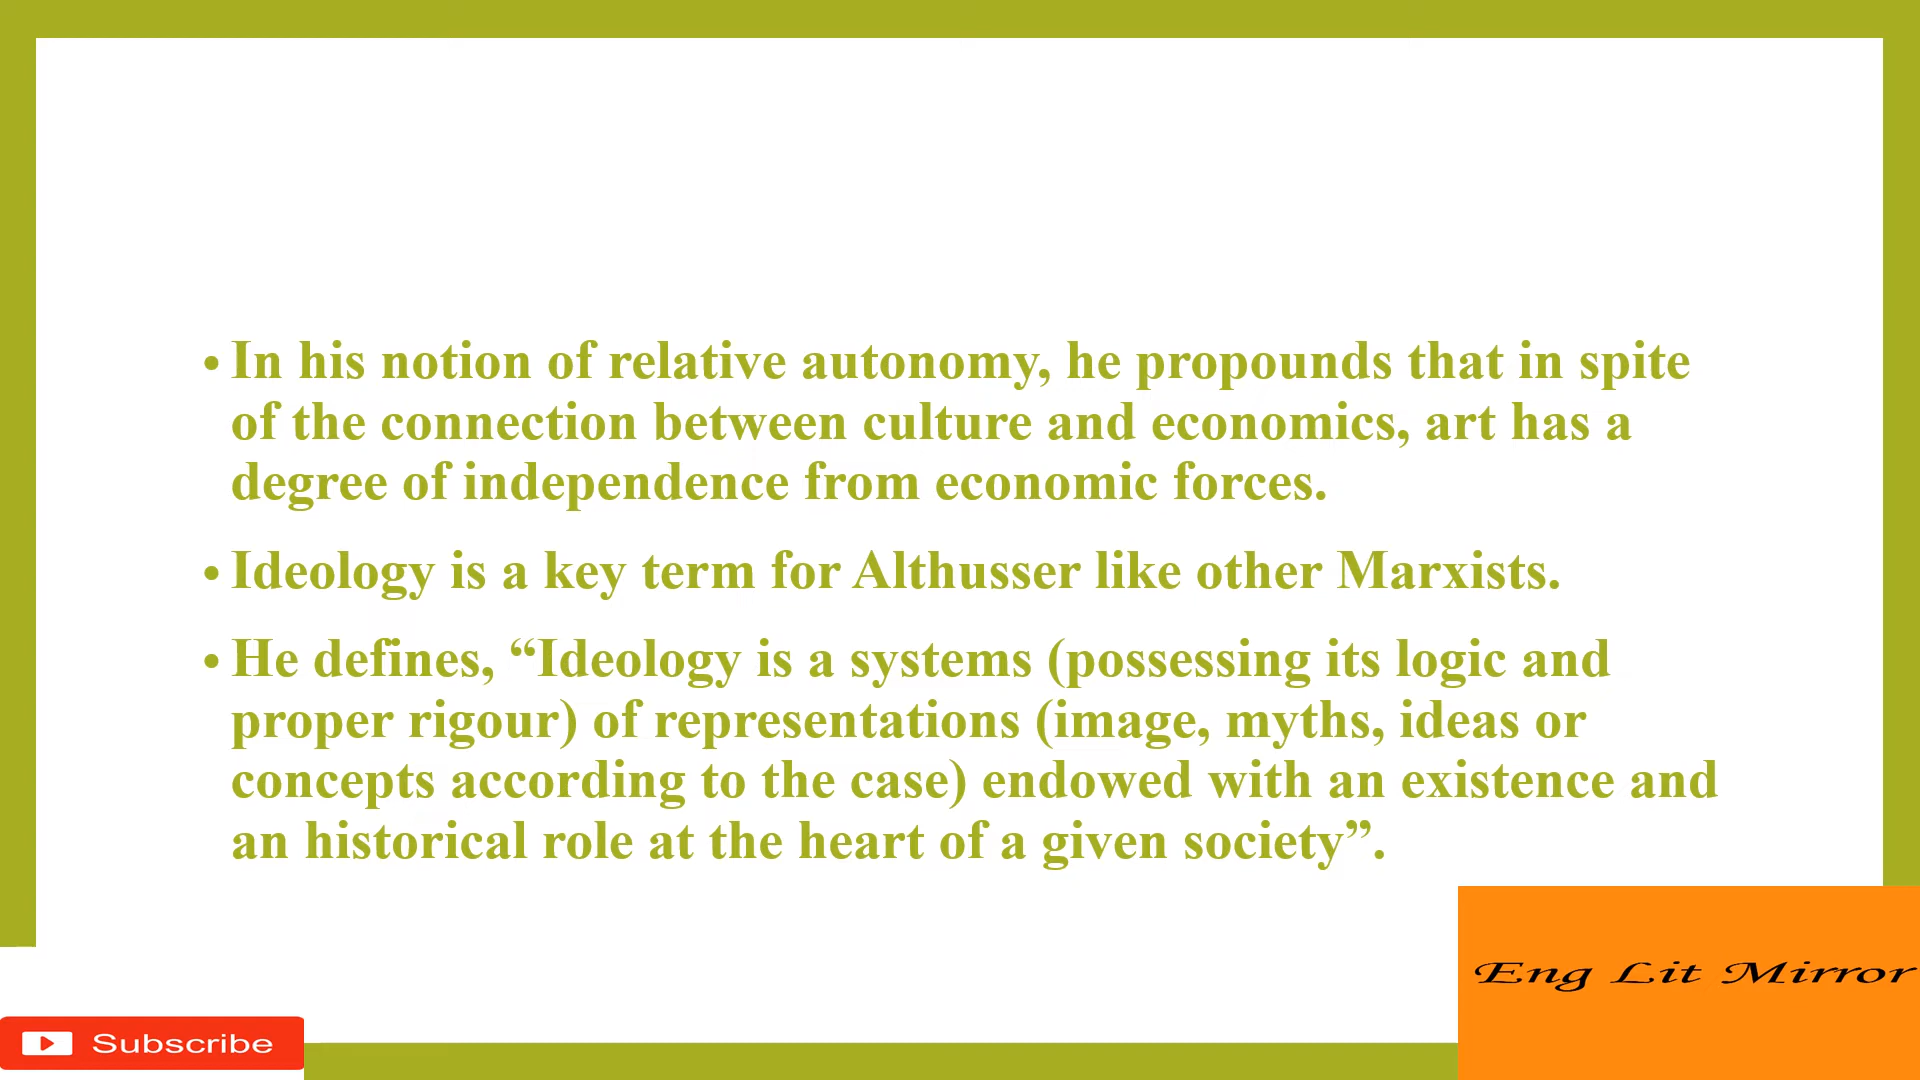 • In his notion of relative autonomy, he propounds that in spite
of the connection between culture and economics, art has a
degree of independence from economic forces.
• Ideology is a key term for Althusser like other Marxists.
• He defines, “Ideology is a systems (possessing its logic and
proper rigour) of representations (image, myths, ideas or
concepts according to the case) endowed with an existence and
an historical role at the heart of a given society”.
Eng Lit Mirror
Subscribe